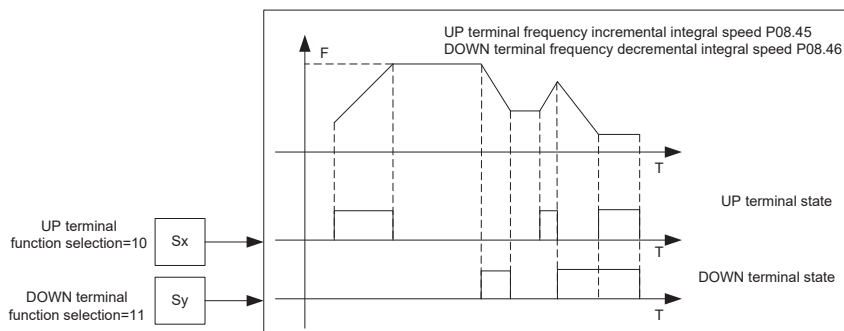 UP terminal frequency incremental integral speed P08.45
DOWN terminal frequency decremental integral speed P08.46
F
T
UP terminal state
UP terminal
function selection=10
Sx
T
DOWN terminal state
DOWN terminal
function selection=11
Sy
T